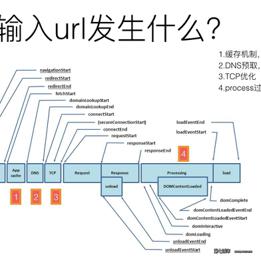 输入url发生什么?
1.缓存机制,
2.DNS预取,
3.TCP优化
4.process过
navigationStart
redirectStart
redirectEnd
fetchStart
domainLookupStart
domainLookupEnd
connectStart
(secureConnectionStart)
connectEnd
requestStart
responseStart
responseEnd
loadEventEnd
loadEventStart
4
App cache
DNS
TCP
Request
Response
Processing
load
unload
DOMContentLoaded
1
2
3
domComplete
domContentLoadedEventEnd
domContentLoadedEventStart
domInteractive
domLoading
unloadEventEnd
unloadEventStart